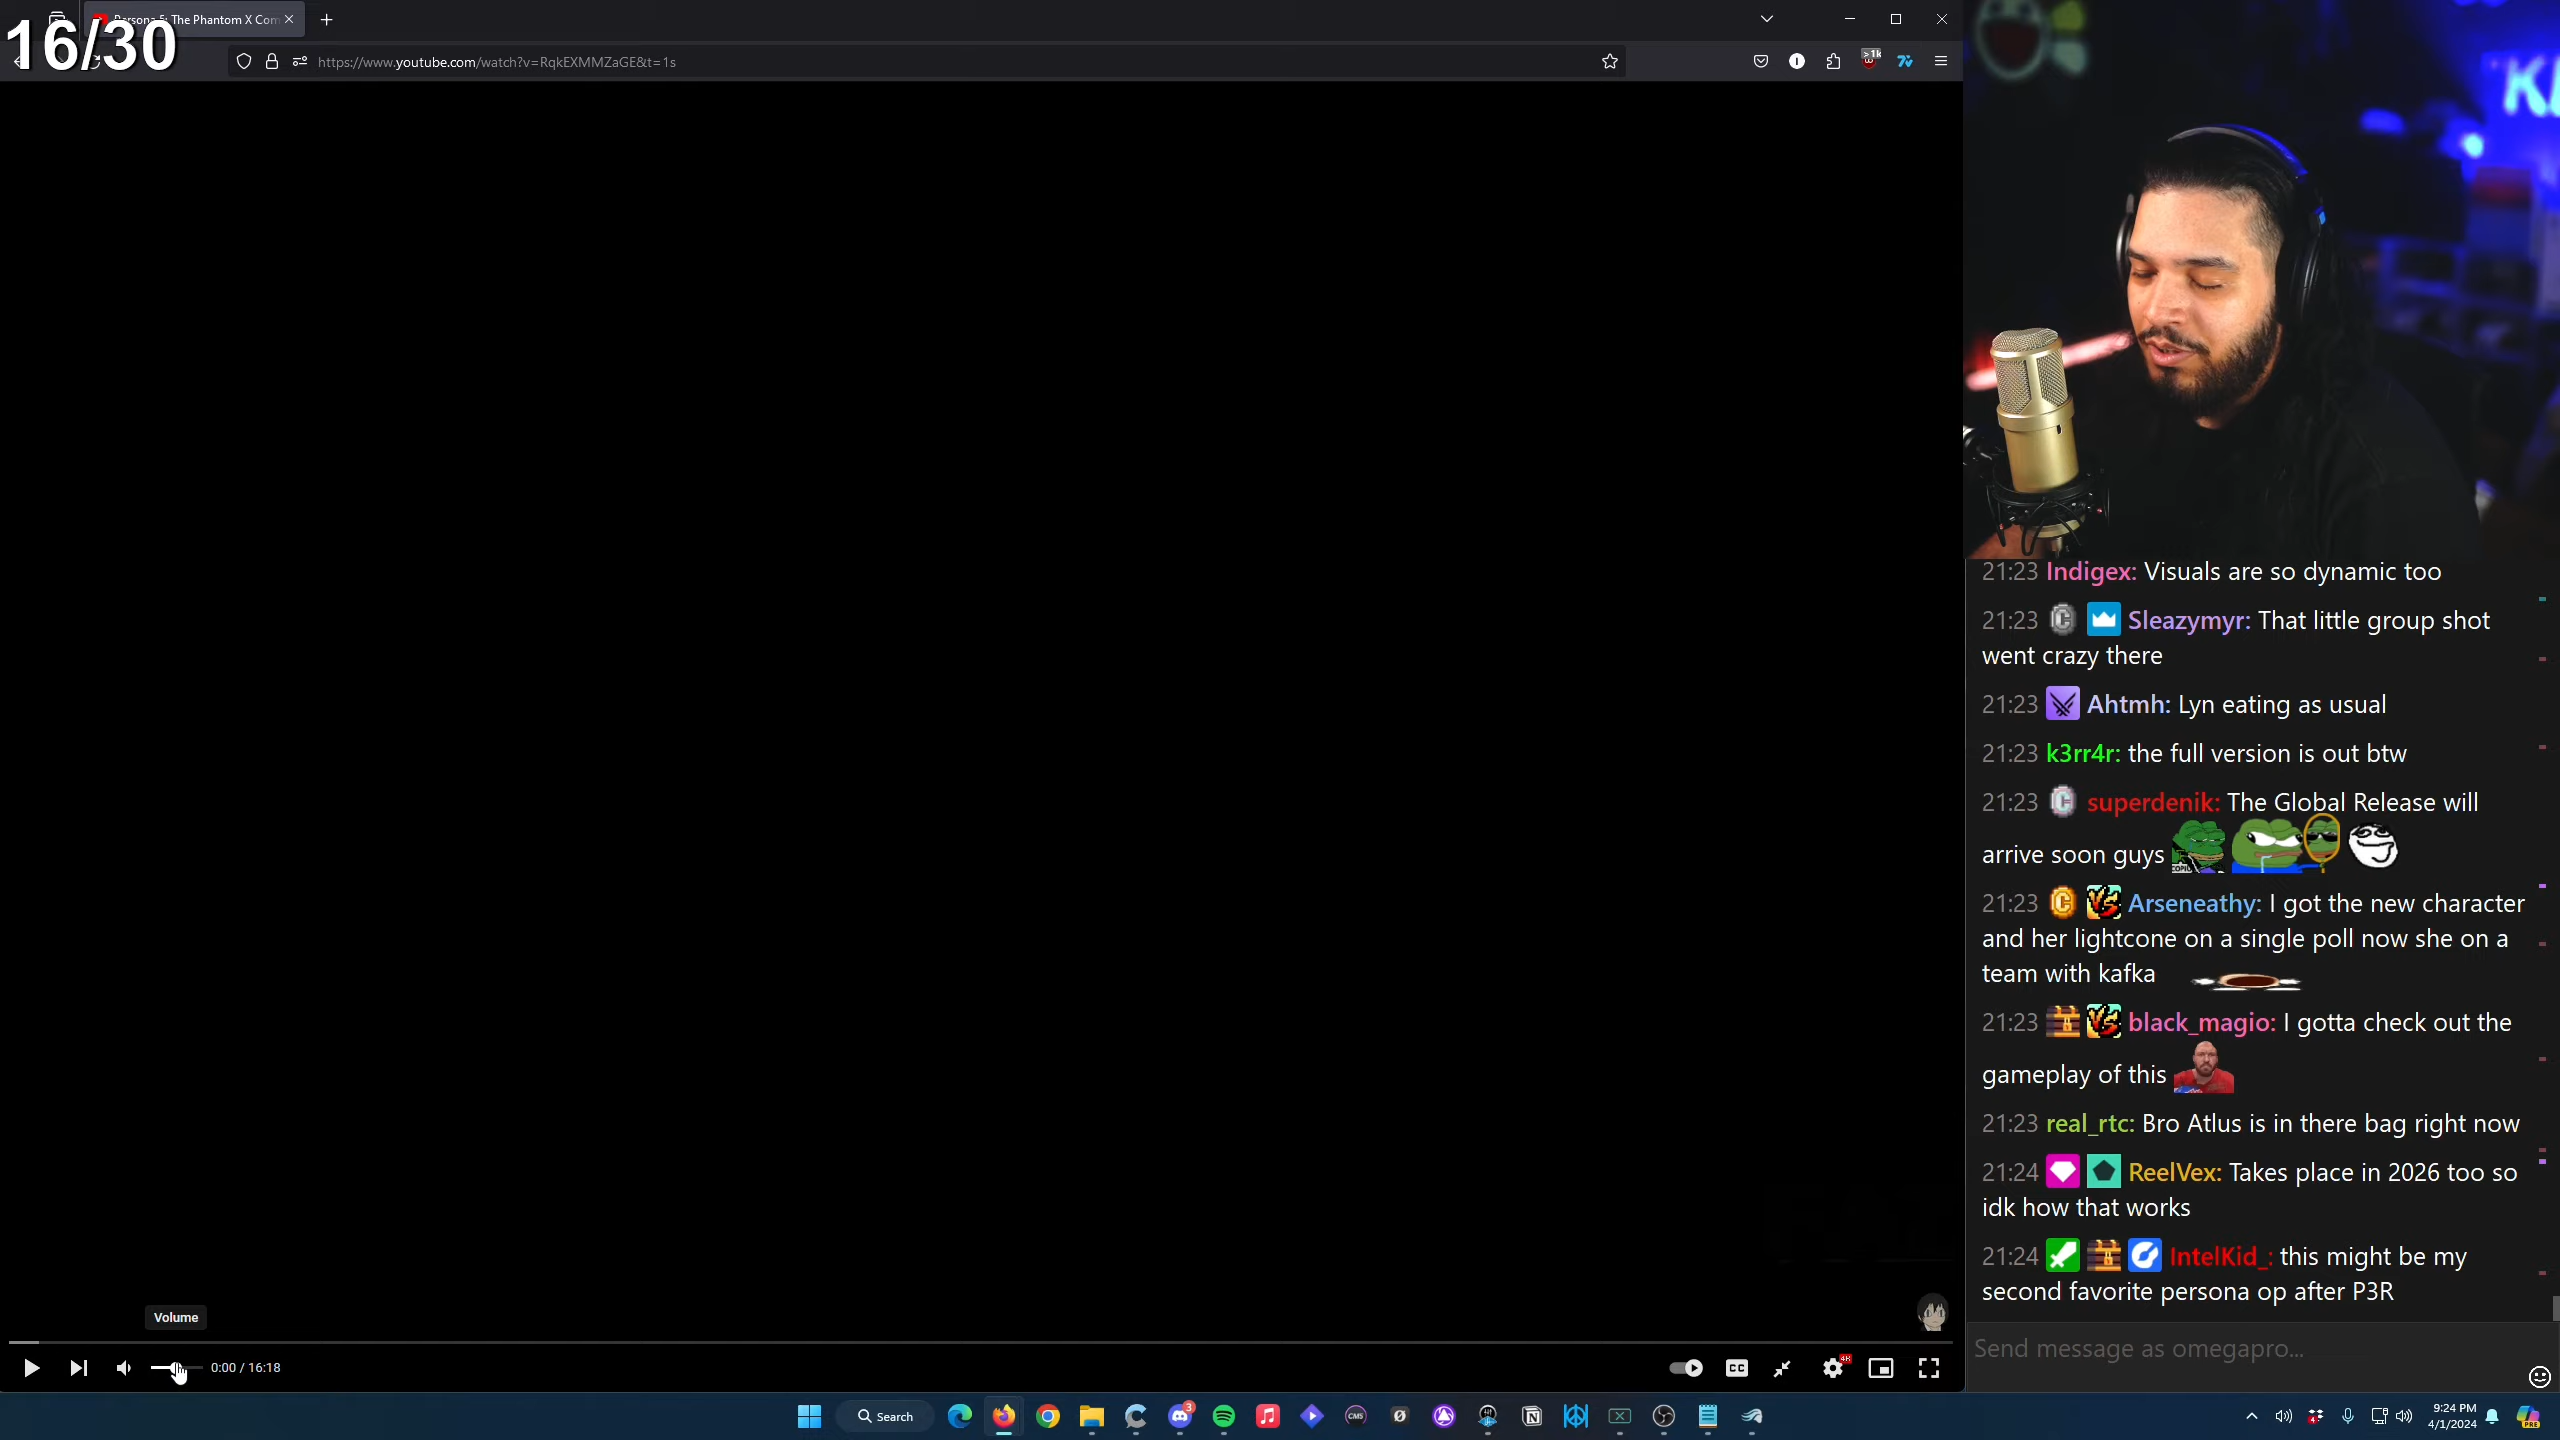 Persona 5: The Phantom X Com
16/30
https://www.youtube.com/watch?v=RqkEXMMZaGE&t=1s
>1k
21:23 Indigex: Visuals are so dynamic too
21:23 Sleazymyr: That little group shot
went crazy there
21:23 Ahtmh: Lyn eating as usual
21:23 k3rr4r: the full version is out btw
21:23 superdenik: The Global Release will
arrive soon guys
21:23 Arseneathy: I got the new character
and her lightcone on a single poll now she on a
team with kafka
21:23 black_magio: I gotta check out the
gameplay of this
21:23 real_rtc: Bro Atlus is in there bag right now
21:24 ReelVex: Takes place in 2026 too so
idk how that works
21:24 IntelKid_: this might be my
second favorite persona op after P3R
Send message as omegapro...
Volume
0:00 / 16:18
CC
4K
Search
3
CMS
9:24 PM
4/1/2024
PRE